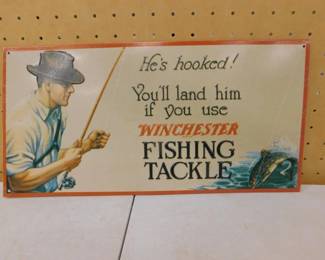 He's hooked!
You'll land him
if you use
WINCHESTER
FISHING
TACKLE